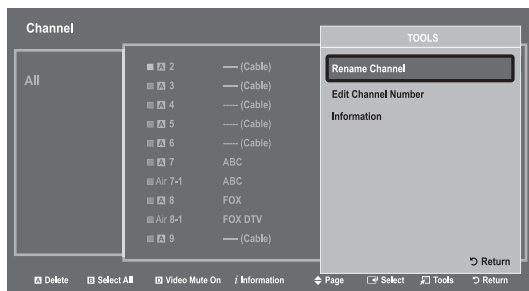 Channel
All
A 2 ---- (Cable)
A 3 ---- (Cable)
A 4 ----- (Cable)
A 5 ----- (Cable)
A 6 ----- (Cable)
A 7 ABC
Air 7-1 ABC
A 8 FOX
Air 8-1 FOX DTV
A 9 ---- (Cable)
TOOLS
Rename Channel
Edit Channel Number
Information
Return
A Delete B Select All D Video Mute On i Information Page Select Tools Return